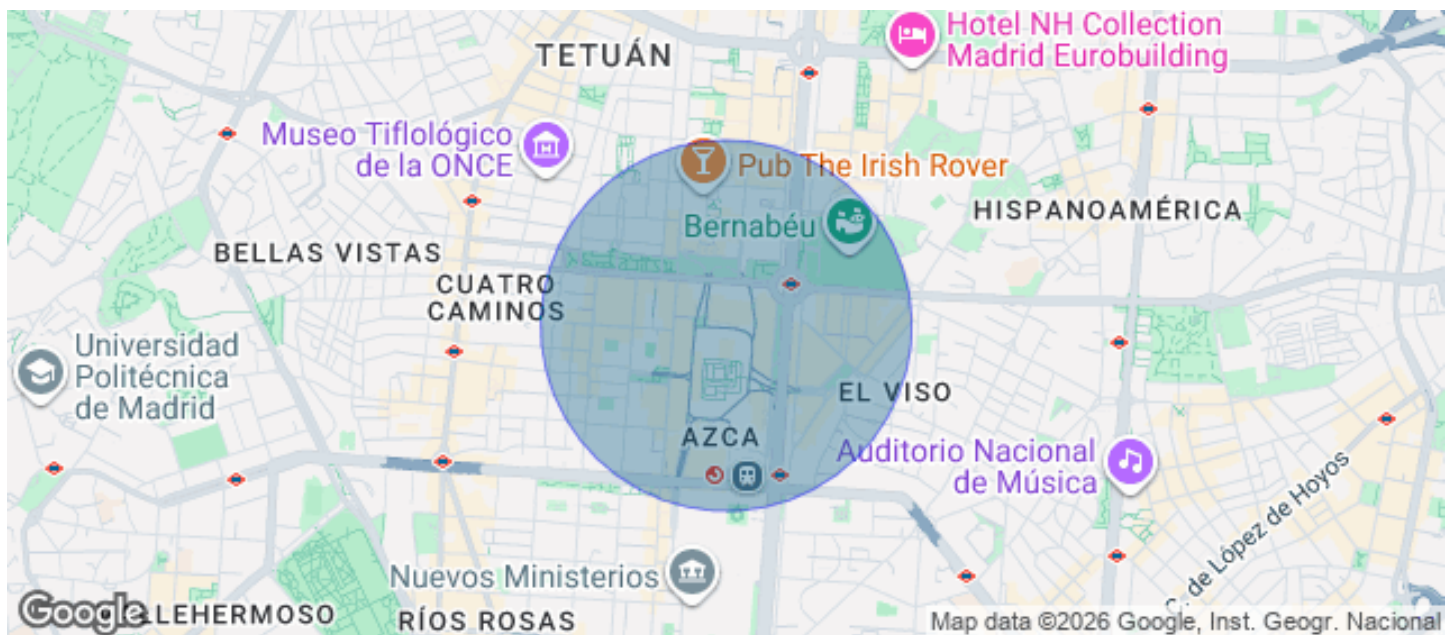 Hotel NH Collection
Madrid Eurobuilding
TETUÁN
Museo Tiflológico
de la ONCE
Pub The Irish Rover
Bernabéu
HISPANOAMÉRICA
BELLAS VISTAS
CUATRO
CAMINOS
Universidad
Politécnica
de Madrid
EL VISO
AZCA
Auditorio Nacional
de Música
C. de López de Hoyos
Nuevos Ministerios
RÍOS ROSAS
Google
Map data ©2026 Google, Inst. Geogr. Nacional